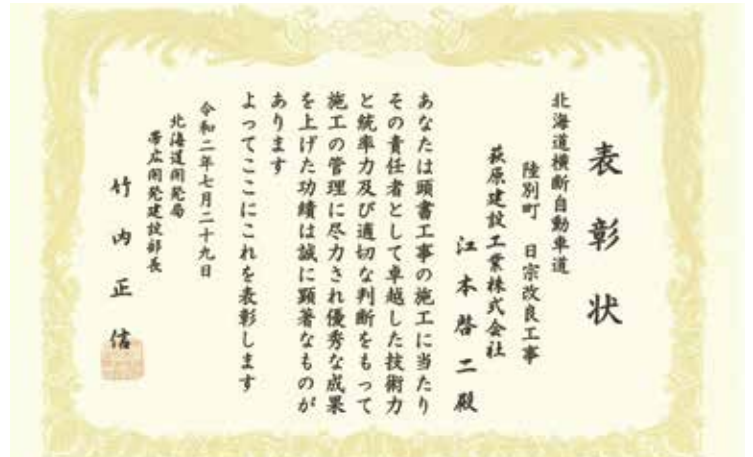 表彰状
北海道横断自動車道
陸別町 日宗改良工事
萩原建設工業株式会社
江本啓二殿
あなたは頭書工事の施工に当たり
その責任者として卓越した技術力
と統率力及び適切な判断をもって
施工の管理に尽力され優秀な成果
を上げた功績は誠に顕著なものが
あります
よってここにこれを表彰します
令和二年七月二十九日
北海道開発局
帯広開発建設部長
竹内正信